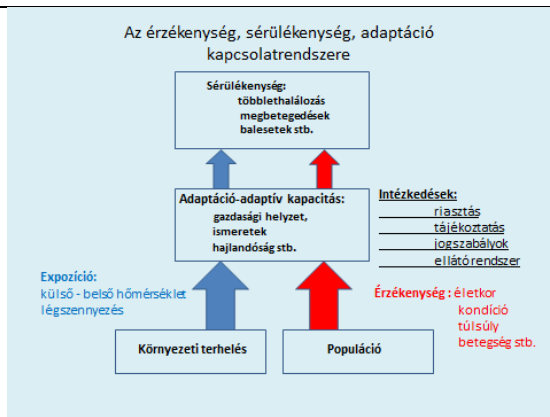 Az érzékenység, sérülékenység, adaptáció
kapcsolatrendszere
Sérülékenység:
többlethalálozás
megbetegedések
balesetek stb.
Adaptáció-adaptív kapacitás:
gazdasági helyzet,
ismeretek
hajlandóság stb.
Intézkedések:
riasztás
tájékoztatás
jogszabályok
ellátó rendszer
Expozíció:
külső - belső hőmérséklet
légszennyezés
Érzékenység : életkor
kondíció
túlsúly
betegség stb.
Környezeti terhelés
Populáció